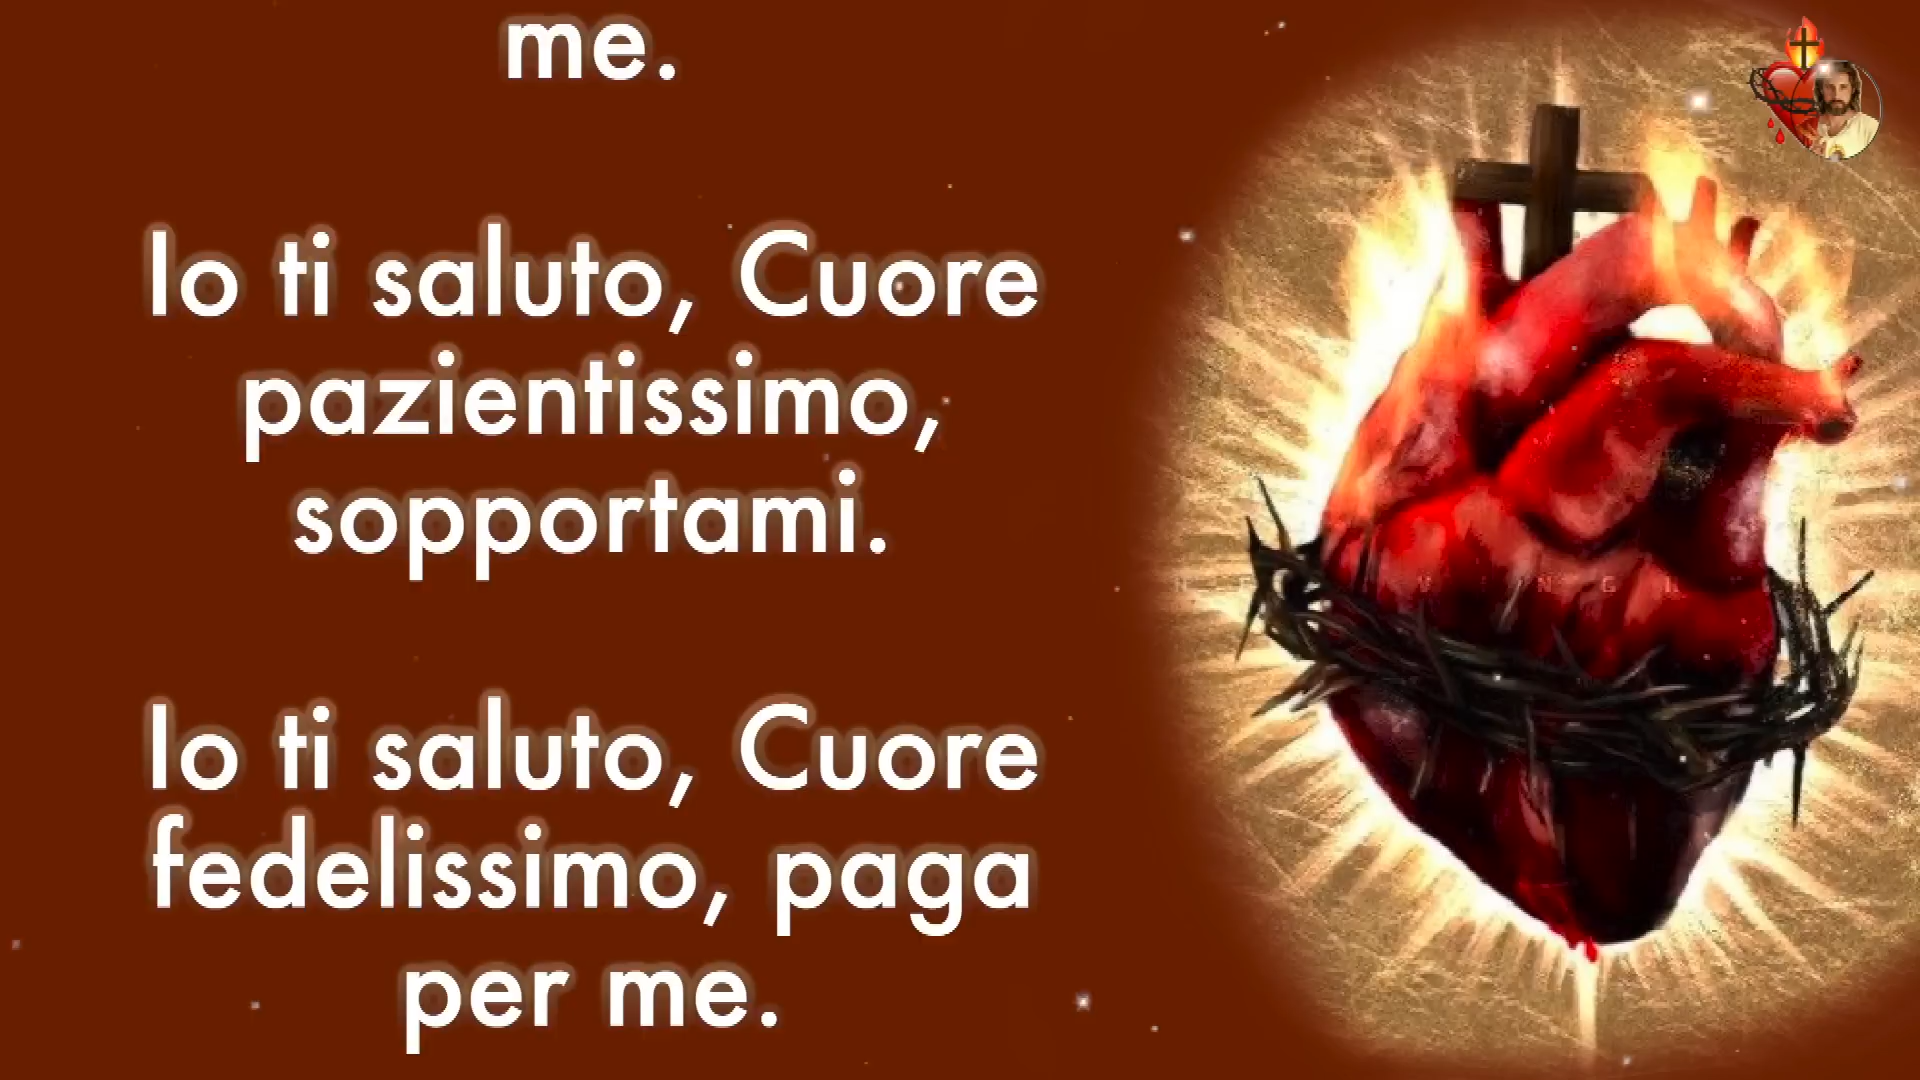 me.
Io ti saluto, Cuore
pazientissimo,
sopportami.
Io ti saluto, Cuore
fedelissimo, paga
per me.